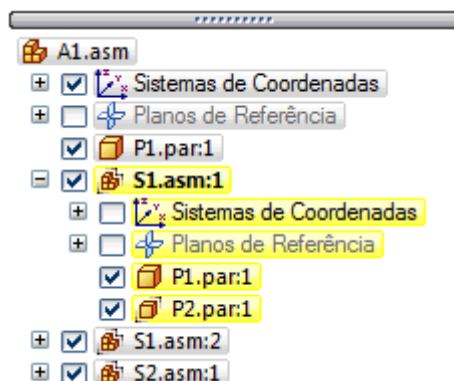 A1.asm
Sistemas de Coordenadas
Planos de Referência
P1.par:1
S1.asm:1
Sistemas de Coordenadas
Planos de Referência
P1.par:1
P2.par:1
S1.asm:2
S2.asm:1